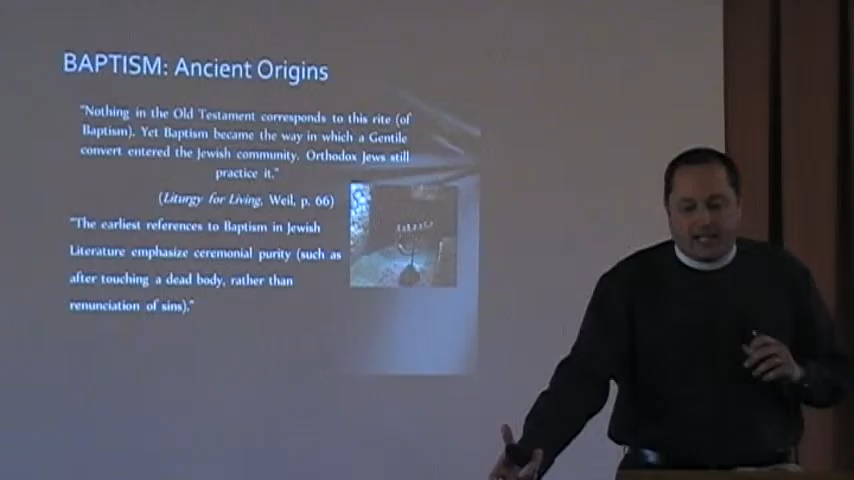 BAPTISM: Ancient Origins
"Nothing in the Old Testament corresponds to this rite (of
Baptism). Yet Baptism became the way in which a Gentile
convert entered the Jewish community. Orthodox Jews still
practice it."
(Liturgy for Living, Weil, p. 66)
"The earliest references to Baptism in Jewish
Literature emphasize ceremonial purity (such as
after touching a dead body, rather than
renunciation of sins)."